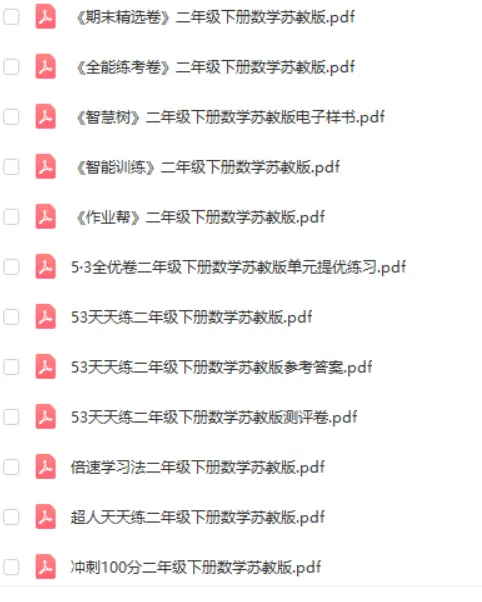 《期末精选卷》二年级下册数学苏教版.pdf
《全能练考卷》二年级下册数学苏教版.pdf
《智慧树》二年级下册数学苏教版电子样书.pdf
《智能训练》二年级下册数学苏教版.pdf
《作业帮》二年级下册数学苏教版.pdf
5·3全优卷二年级下册数学苏教版单元提优练习.pdf
53天天练二年级下册数学苏教版.pdf
53天天练二年级下册数学苏教版参考答案.pdf
53天天练二年级下册数学苏教版测评卷.pdf
倍速学习法二年级下册数学苏教版.pdf
超人天天练二年级下册数学苏教版.pdf
冲刺100分二年级下册数学苏教版.pdf